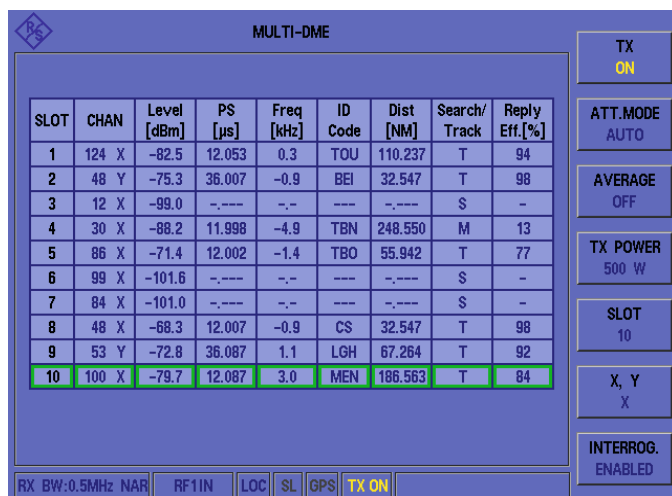 R&S
MULTI-DME
SLOT CHAN Level [dBm] PS [µs] Freq [kHz] ID Code Dist [NM] Search/ Track Reply Eff.[%]
1 124 X -82.5 12.053 0.3 TOU 110.237 T 94
2 48 Y -75.3 36.007 -0.9 BEI 32.547 T 98
3 12 X -99.0 -.--- -.- --- -.--- S -
4 30 X -88.2 11.998 -4.9 TBN 248.550 M 13
5 86 X -71.4 12.002 -1.4 TBO 55.942 T 77
6 99 X -101.6 -.--- -.- --- -.--- S -
7 84 X -101.0 -.--- -.- --- -.--- S -
8 48 X -68.3 12.007 -0.9 CS 32.547 T 98
9 53 Y -72.8 36.087 1.1 LGH 67.264 T 92
10 100 X -79.7 12.087 3.0 MEN 186.563 T 84
TX
ON
ATT.MODE
AUTO
AVERAGE
OFF
TX POWER
500 W
SLOT
10
X, Y
X
INTERROG.
ENABLED
RX BW:0.5MHz NAR RF1IN LOC SL GPS TX ON